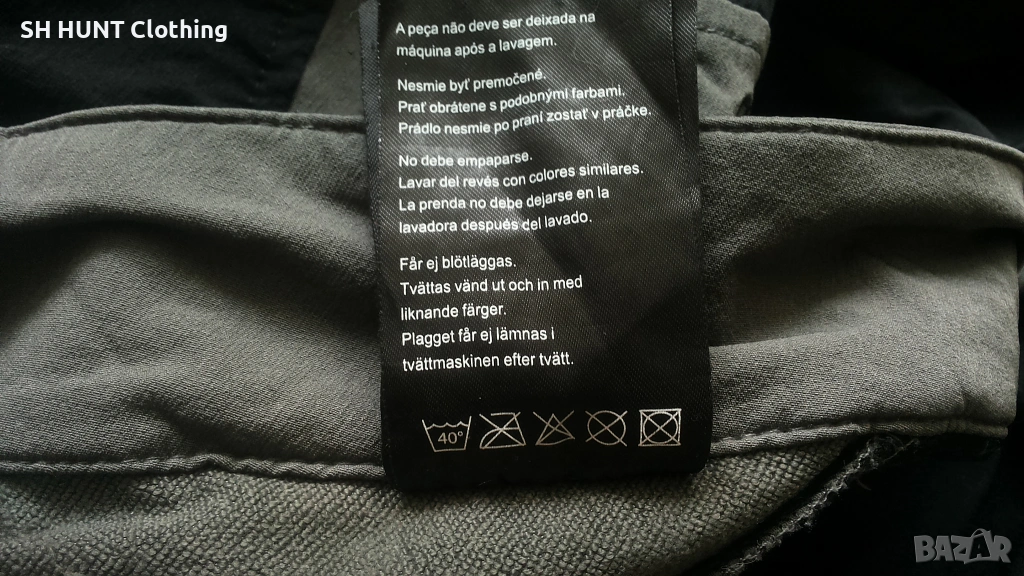 SH HUNT Clothing
A peça não deve ser deixada na
máquina após a lavagem.
Nesmie byť premočené.
Prať obrátene s podobnými farbami.
Prádlo nesmie po praní zostať v práčke.
No debe empaparse.
Lavar del revés con colores similares.
La prenda no debe dejarse en la
lavadora después del lavado.
Får ej blötläggas.
Tvättas vänd ut och in med
liknande färger.
Plagget får ej lämnas i
tvättmaskinen efter tvätt.
40°
BAZAR